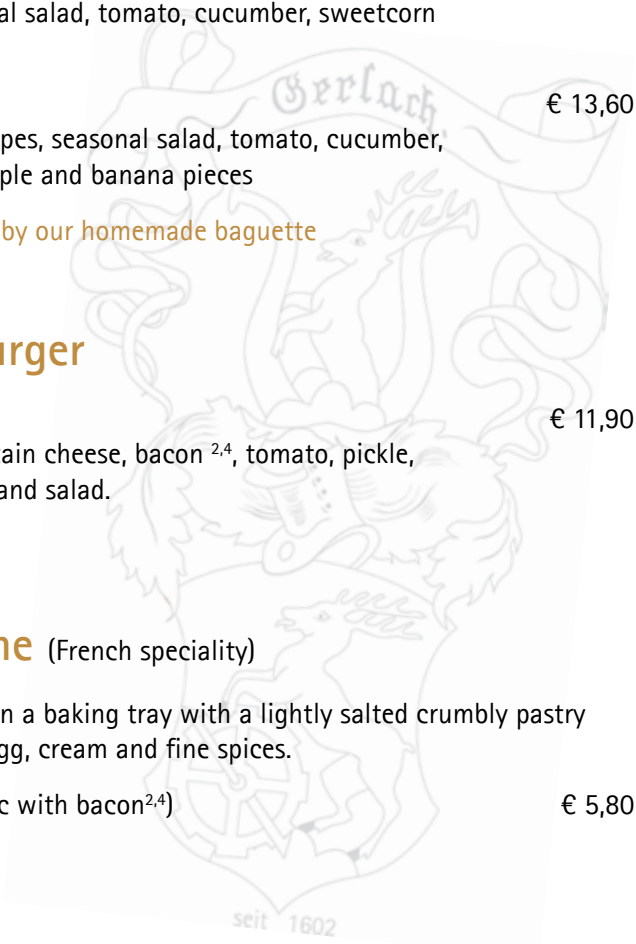 al salad, tomato, cucumber, sweetcorn
Gerlach
€ 13,60
pes, seasonal salad, tomato, cucumber,
ple and banana pieces
by our homemade baguette
urger
€ 11,90
tain cheese, bacon 2,4, tomato, pickle,
and salad.
ne (French speciality)
n a baking tray with a lightly salted crumbly pastry
gg, cream and fine spices.
c with bacon2,4) € 5,80
seit 1602